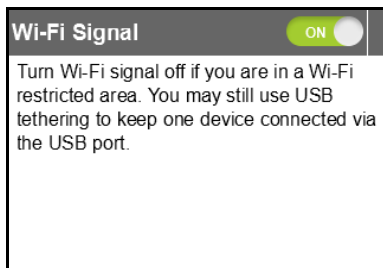 Wi-Fi Signal ON
Turn Wi-Fi signal off if you are in a Wi-Fi
restricted area. You may still use USB
tethering to keep one device connected via
the USB port.